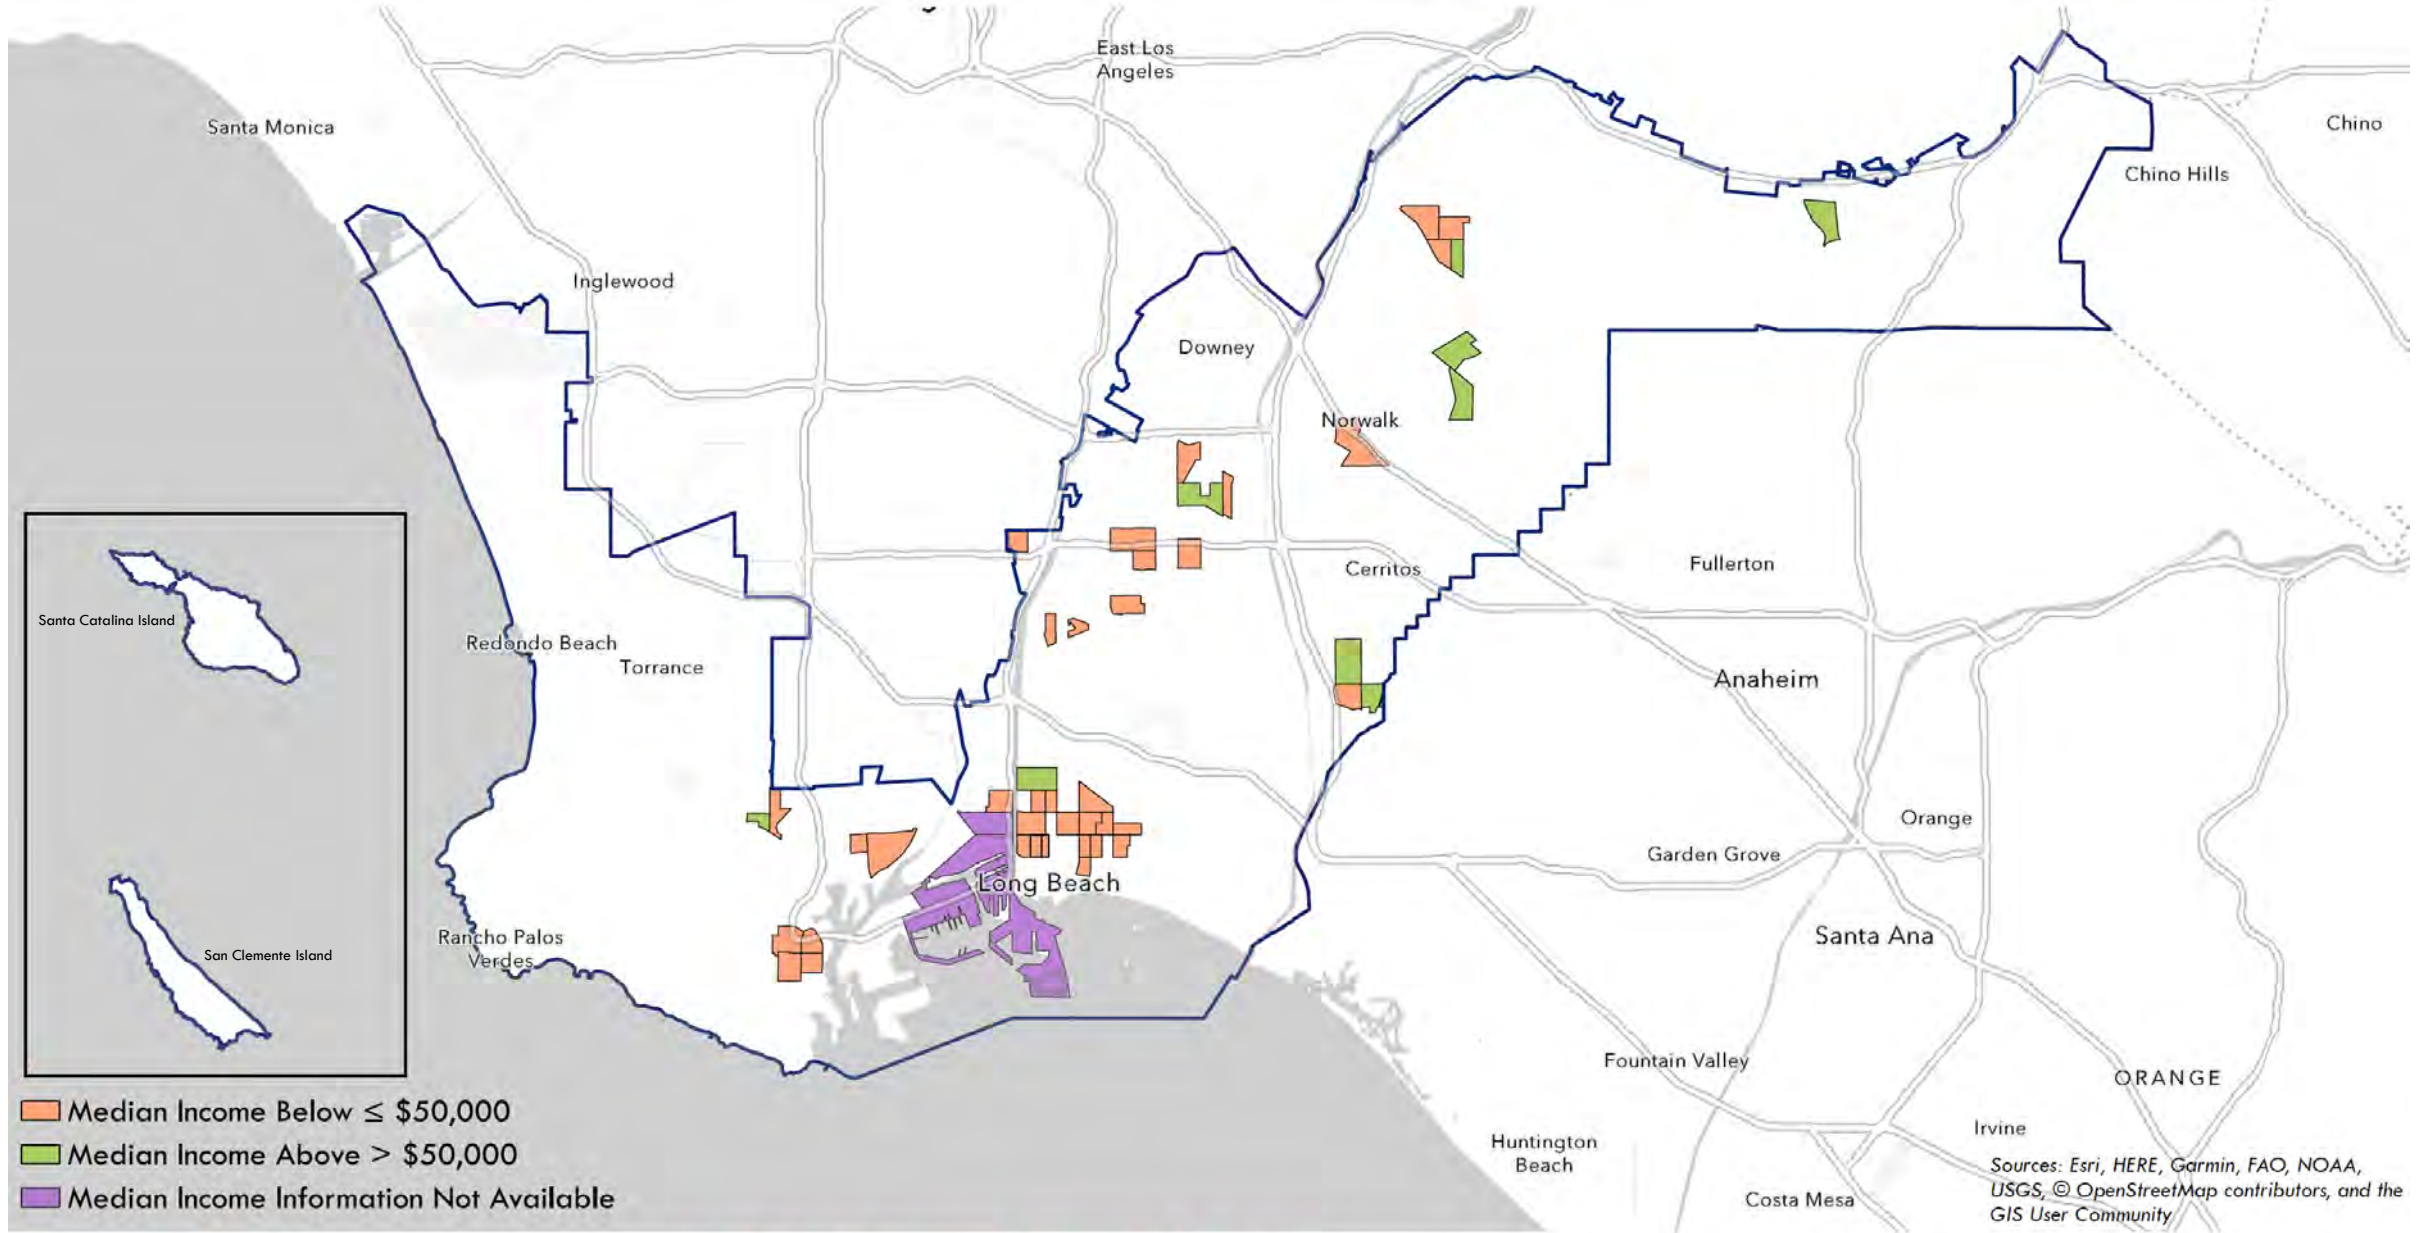 East Los
Angeles
Santa Monica
Chino
Chino Hills
Inglewood
Downey
Norwalk
Fullerton
Cerritos
Santa Catalina Island
Redondo Beach
Torrance
Anaheim
Orange
Garden Grove
Long Beach
Rancho Palos
Verdes
Santa Ana
San Clemente Island
Fountain Valley
ORANGE
Median Income Below ≤ $50,000
Median Income Above > $50,000
Median Income Information Not Available
Huntington
Beach
Irvine
Costa Mesa
Sources: Esri, HERE, Garmin, FAO, NOAA,
USGS, © OpenStreetMap contributors, and the
GIS User Community